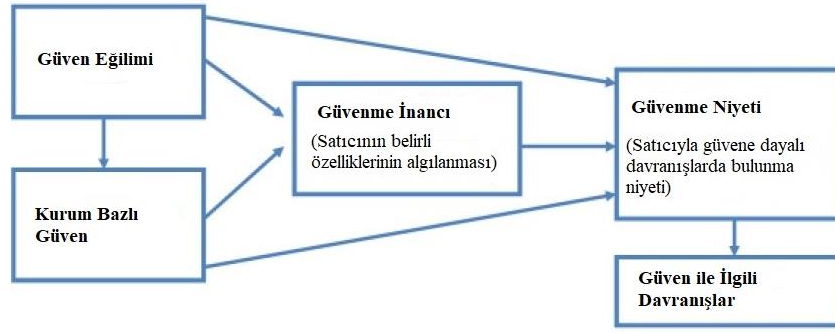 Güven Eğilimi
Güvenme İnancı
(Satıcının belirli
özelliklerinin algılanması)
Güvenme Niyeti
(Satıcıyla güvene dayalı
davranışlarda bulunma
niyeti)
Kurum Bazlı
Güven
Güven ile İlgili
Davranışlar